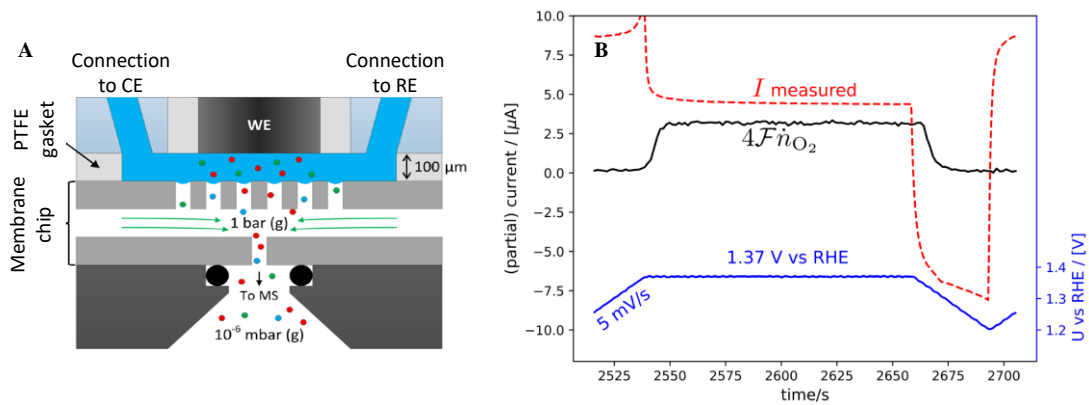 A
Connection
to CE
Connection
to RE
PTFE
gasket
WE
100 µm
Membrane
chip
1 bar (g)
To MS
10⁻⁶ mbar (g)
B
10.0
7.5
5.0
2.5
0.0
−2.5
−5.0
−7.5
−10.0
(partial) current / [µA]
I measured
4ℱṅ_O₂
1.37 V vs RHE
5 mV/s
1.4
1.3
1.2
U vs RHE / [V]
2525 2550 2575 2600 2625 2650 2675 2700
time/s